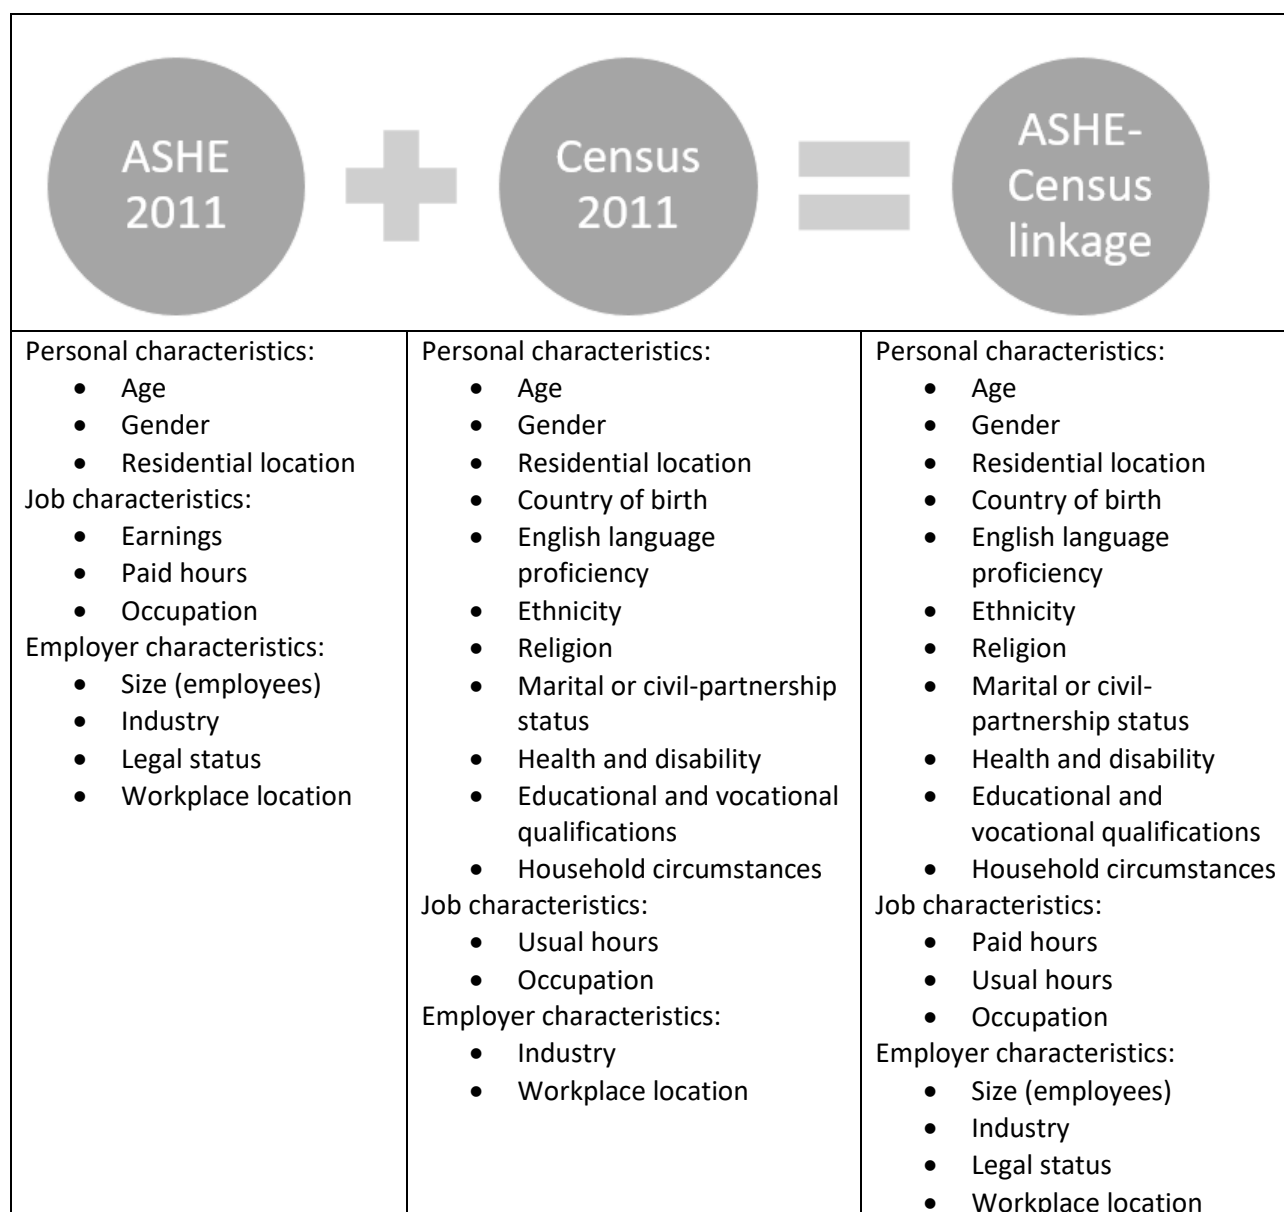 ASHE
2011
Census
2011
ASHE-
Census
linkage
Personal characteristics:
• Age
• Gender
• Residential location
Job characteristics:
• Earnings
• Paid hours
• Occupation
Employer characteristics:
• Size (employees)
• Industry
• Legal status
• Workplace location
Personal characteristics:
• Age
• Gender
• Residential location
• Country of birth
• English language
proficiency
• Ethnicity
• Religion
• Marital or civil-partnership
status
• Health and disability
• Educational and vocational
qualifications
• Household circumstances
Job characteristics:
• Usual hours
• Occupation
Employer characteristics:
• Industry
• Workplace location
Personal characteristics:
• Age
• Gender
• Residential location
• Country of birth
• English language
proficiency
• Ethnicity
• Religion
• Marital or civil-
partnership status
• Health and disability
• Educational and
vocational qualifications
• Household circumstances
Job characteristics:
• Paid hours
• Usual hours
• Occupation
Employer characteristics:
• Size (employees)
• Industry
• Legal status
• Workplace location